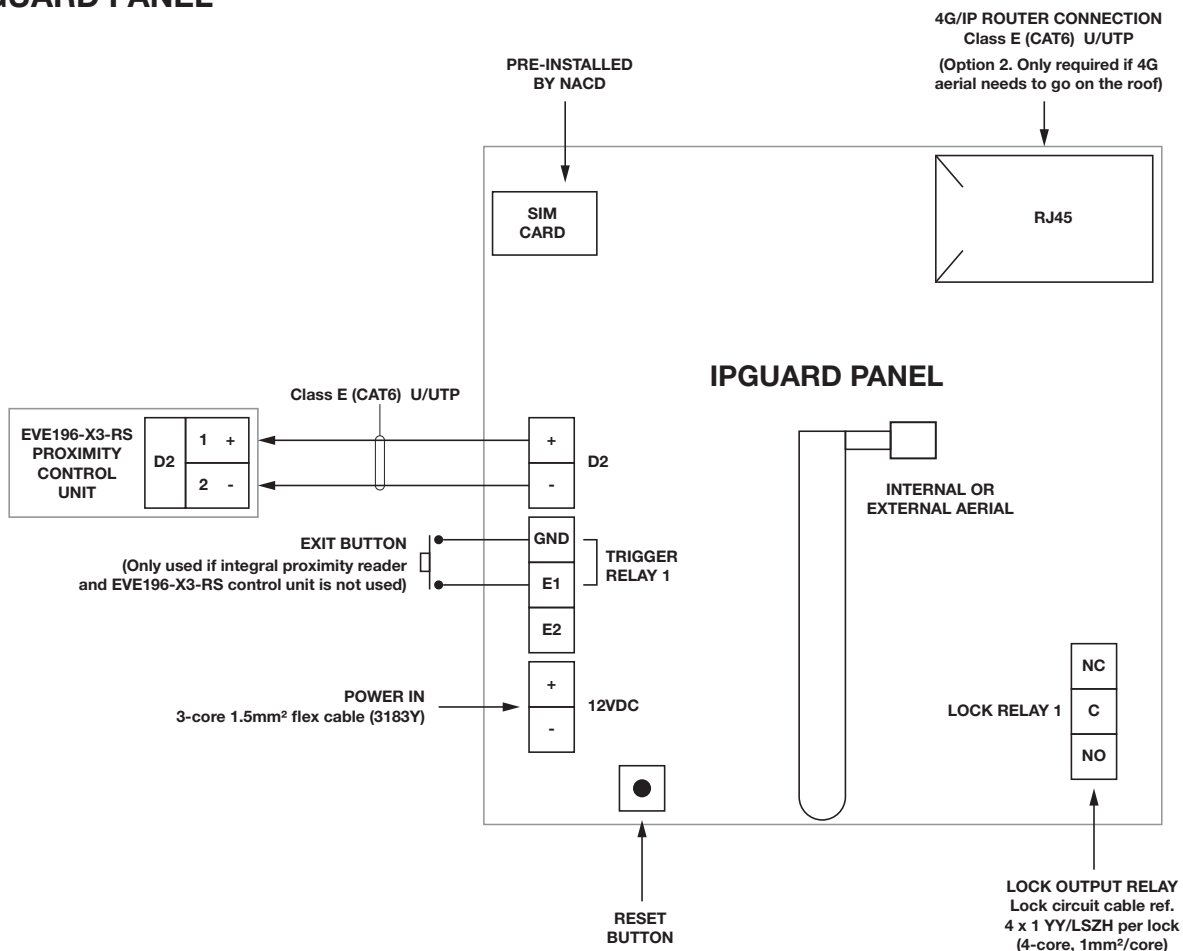 4G/IP ROUTER CONNECTION
Class E (CAT6) U/UTP
(Option 2. Only required if 4G
aerial needs to go on the roof)
PRE-INSTALLED
BY NACD
SIM
CARD
RJ45
IPGUARD PANEL
Class E (CAT6) U/UTP
EVE196-X3-RS
PROXIMITY
CONTROL
UNIT
D2
1 +
2 -
+
-
D2
INTERNAL OR
EXTERNAL AERIAL
EXIT BUTTON
(Only used if integral proximity reader
and EVE196-X3-RS control unit is not used)
GND
E1
E2
TRIGGER
RELAY 1
POWER IN
3-core 1.5mm² flex cable (3183Y)
+
-
12VDC
LOCK RELAY 1
NC
C
NO
RESET
BUTTON
LOCK OUTPUT RELAY
Lock circuit cable ref.
4 x 1 YY/LSZH per lock
(4-core, 1mm²/core)